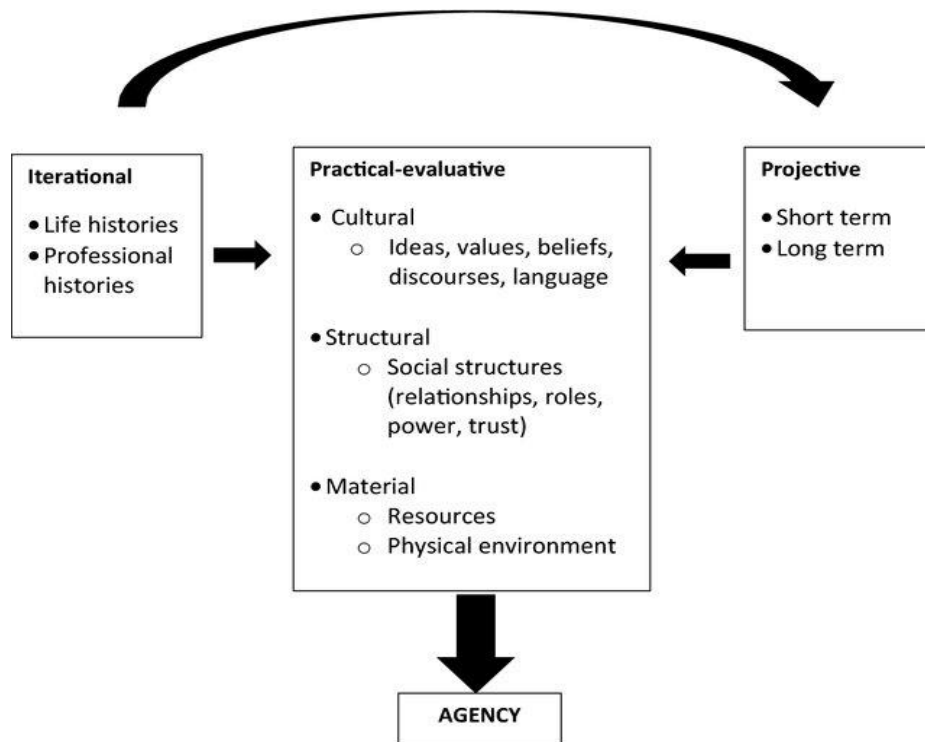 Iterational
• Life histories
• Professional
histories
Practical-evaluative
• Cultural
o Ideas, values, beliefs,
discourses, language
• Structural
o Social structures
(relationships, roles,
power, trust)
• Material
o Resources
o Physical environment
Projective
• Short term
• Long term
AGENCY